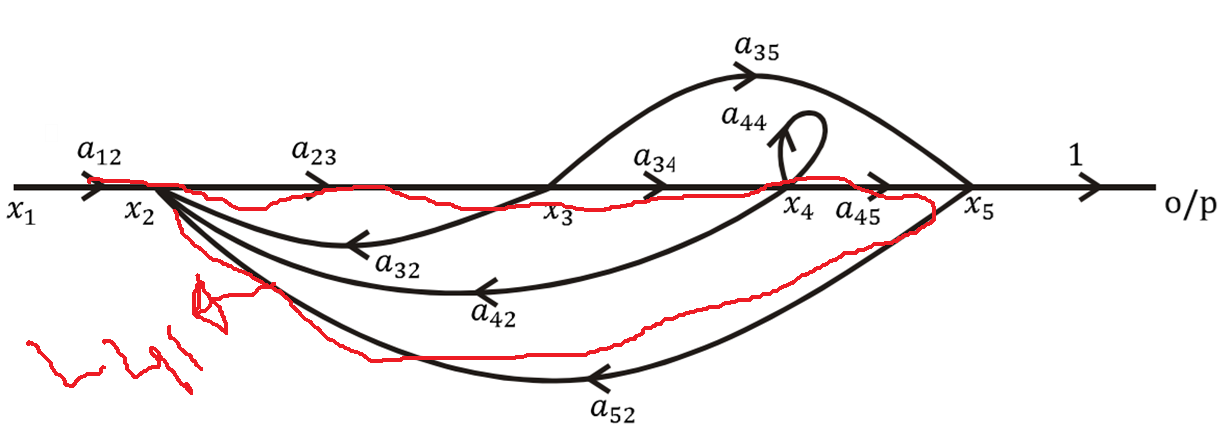 a₃₅
a₄₄
a₁₂ a₂₃ a₃₄ 1
x₁ x₂ x₃ x₄ a₄₅ x₅ o/p
a₃₂
a₄₂
a₅₂